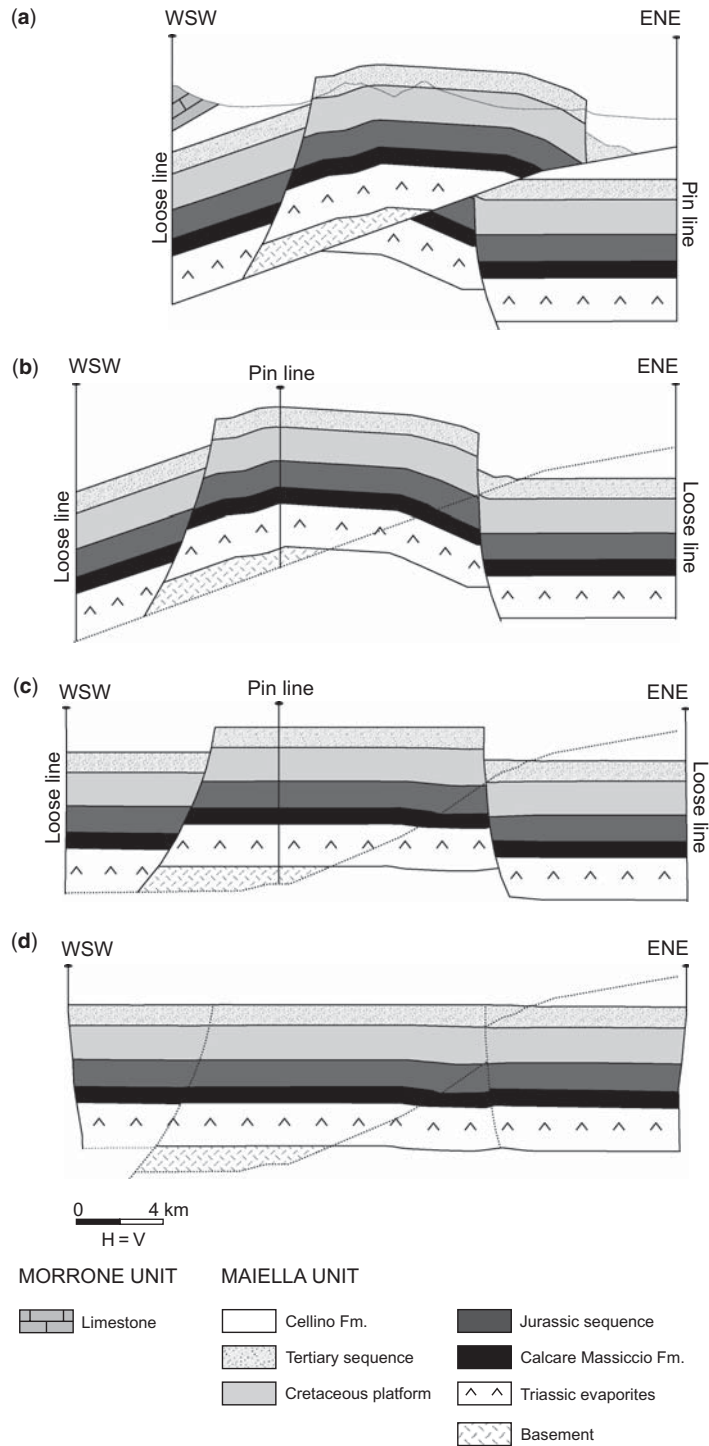 (a)
WSW ENE
Loose line
Pin line
(b)
WSW Pin line ENE
Loose line
Loose line
(c)
WSW Pin line ENE
Loose line
Loose line
(d)
WSW ENE
0 4 km
H = V
MORRONE UNIT MAIELLA UNIT
Limestone Cellino Fm. Jurassic sequence
Tertiary sequence Calcare Massiccio Fm.
Cretaceous platform Triassic evaporites
Basement